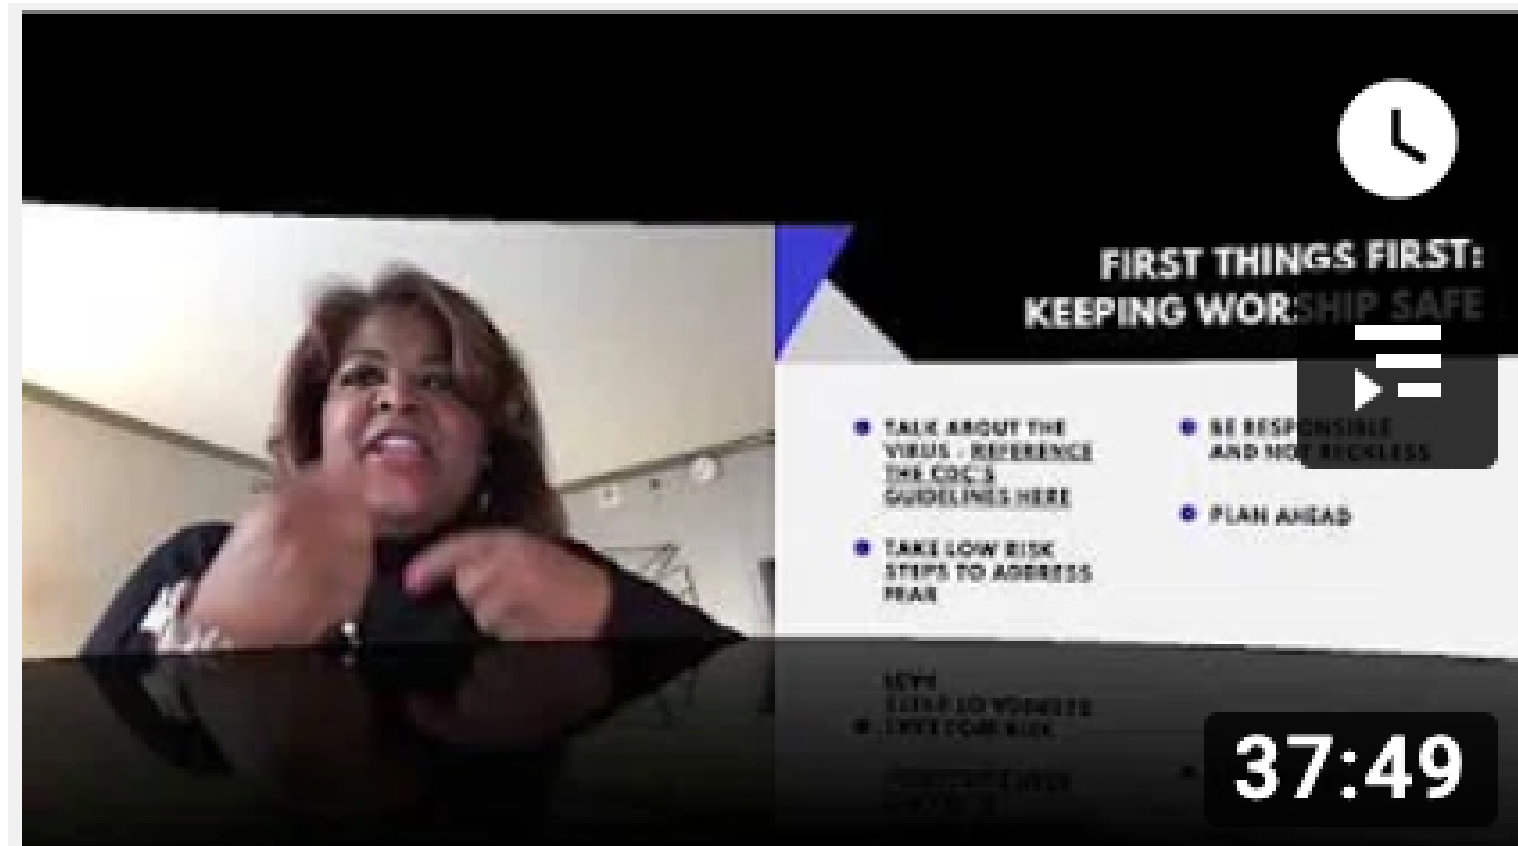 FIRST THINGS FIRST:
KEEPING WORSHIP SAFE
TALK ABOUT THE
VIRUS - REFERENCE
THE CDC'S
GUIDELINES HERE
TAKE LOW RISK
STEPS TO ADDRESS
FEAR
BE RESPONSIBLE
AND NOT RECKLESS
PLAN AHEAD
37:49